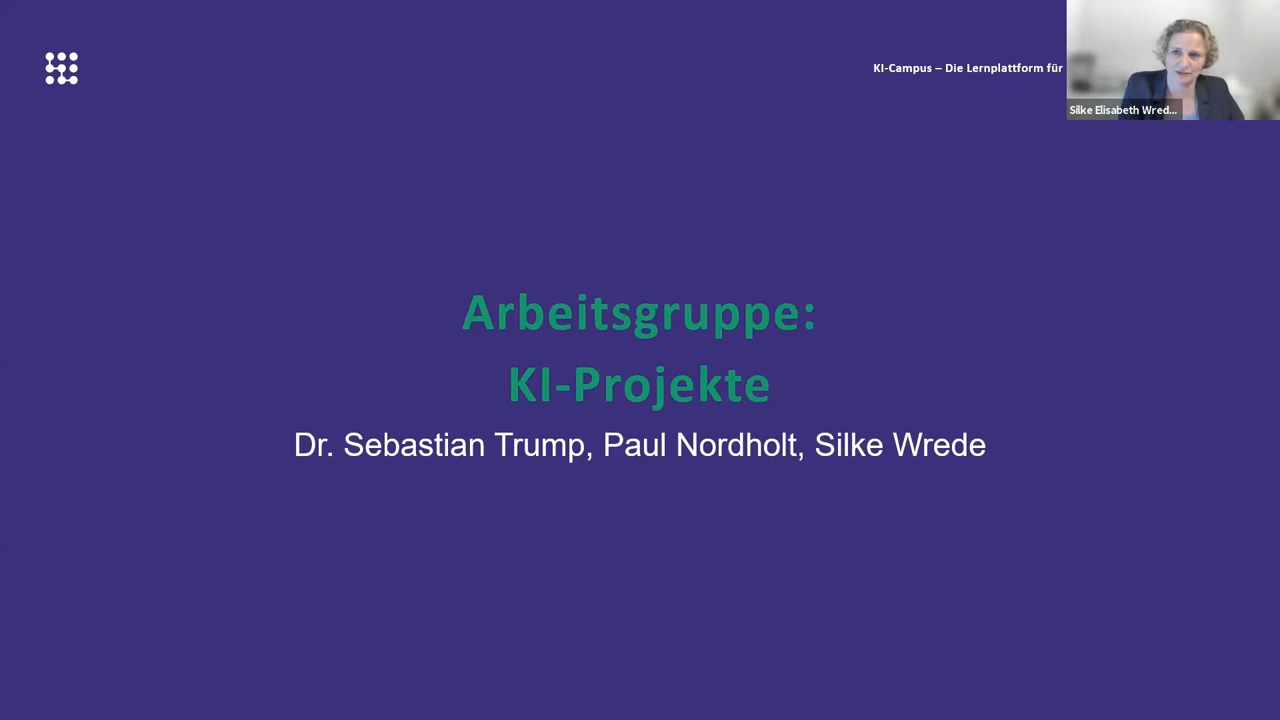 KI-Campus – Die Lernplattform für
Silke Elisabeth Wred...
Arbeitsgruppe:
KI-Projekte
Dr. Sebastian Trump, Paul Nordholt, Silke Wrede